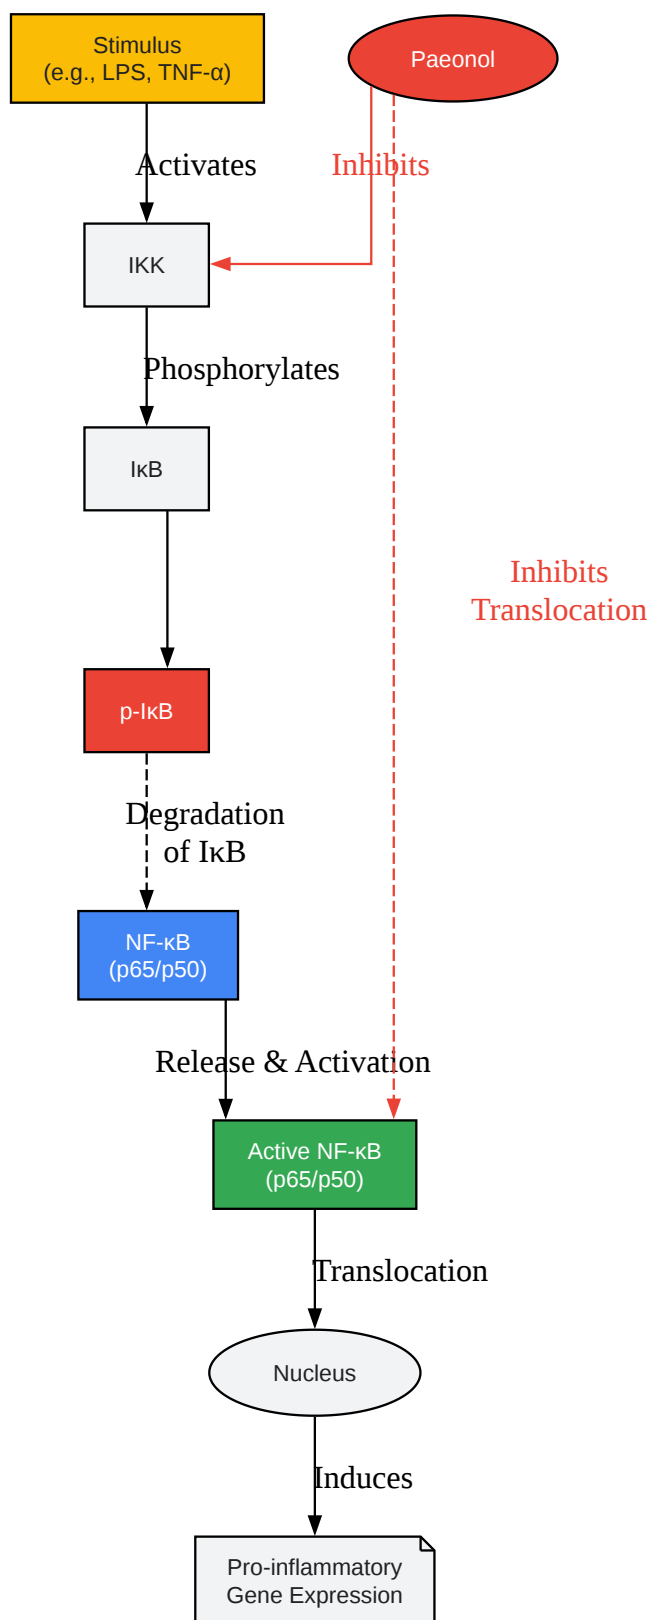 Stimulus
(e.g., LPS, TNF-α)
Paeonol
Activates
Inhibits
IKK
Phosphorylates
IκB
Inhibits
Translocation
p-IκB
Degradation
of IκB
NF-κB
(p65/p50)
Release & Activation
Active NF-κB
(p65/p50)
Translocation
Nucleus
Induces
Pro-inflammatory
Gene Expression